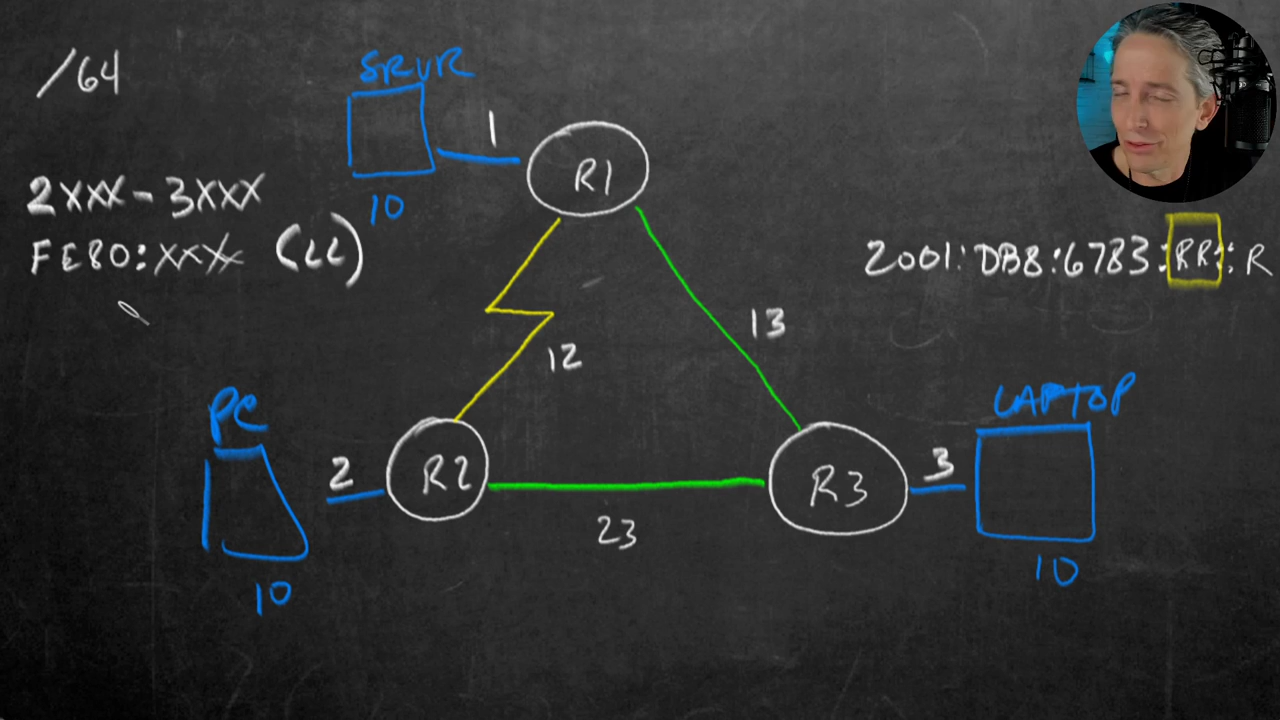 /64
SRVR
1
R1
10
2XXX - 3XXX
FE80:XXX (LL)
2001:DB8:6783:RR::R
13
12
PC
LAPTOP
2
R2
R3
3
23
10
10